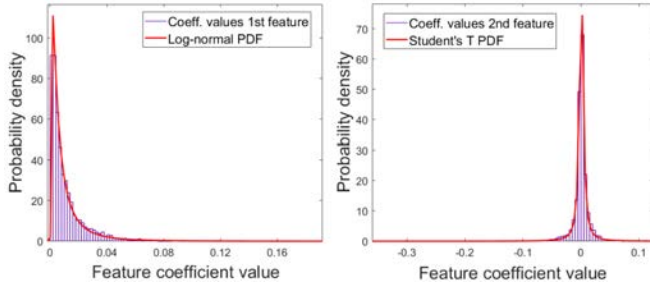 Coeff. values 1st feature
Log-normal PDF
Probability density
100
80
60
40
20
0
0 0.04 0.08 0.12 0.16
Feature coefficient value
Coeff. values 2nd feature
Student's T PDF
Probability density
70
60
50
40
30
20
10
0
-0.3 -0.2 -0.1 0 0.1
Feature coefficient value